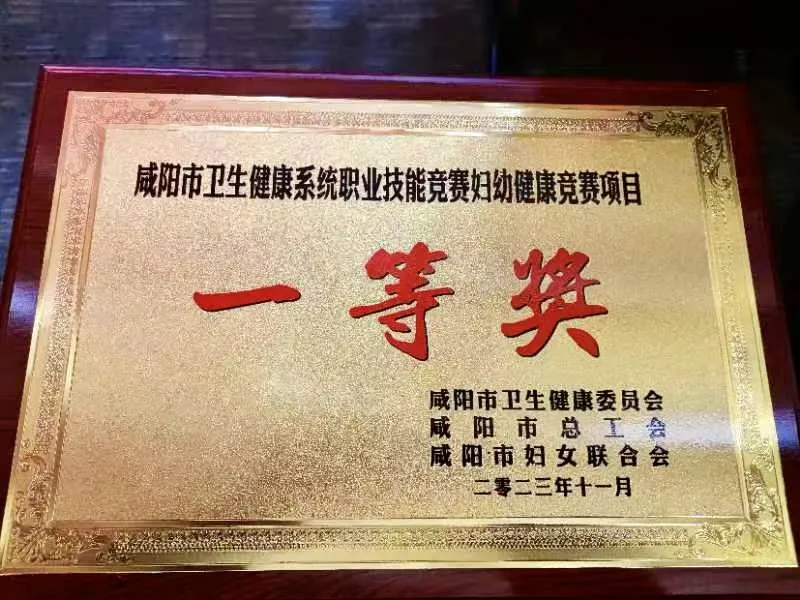 咸阳市卫生健康系统职业技能竞赛妇幼健康竞赛项目
一等奖
咸阳市卫生健康委员会
咸阳市总工会
咸阳市妇女联合会
二零二三年十一月